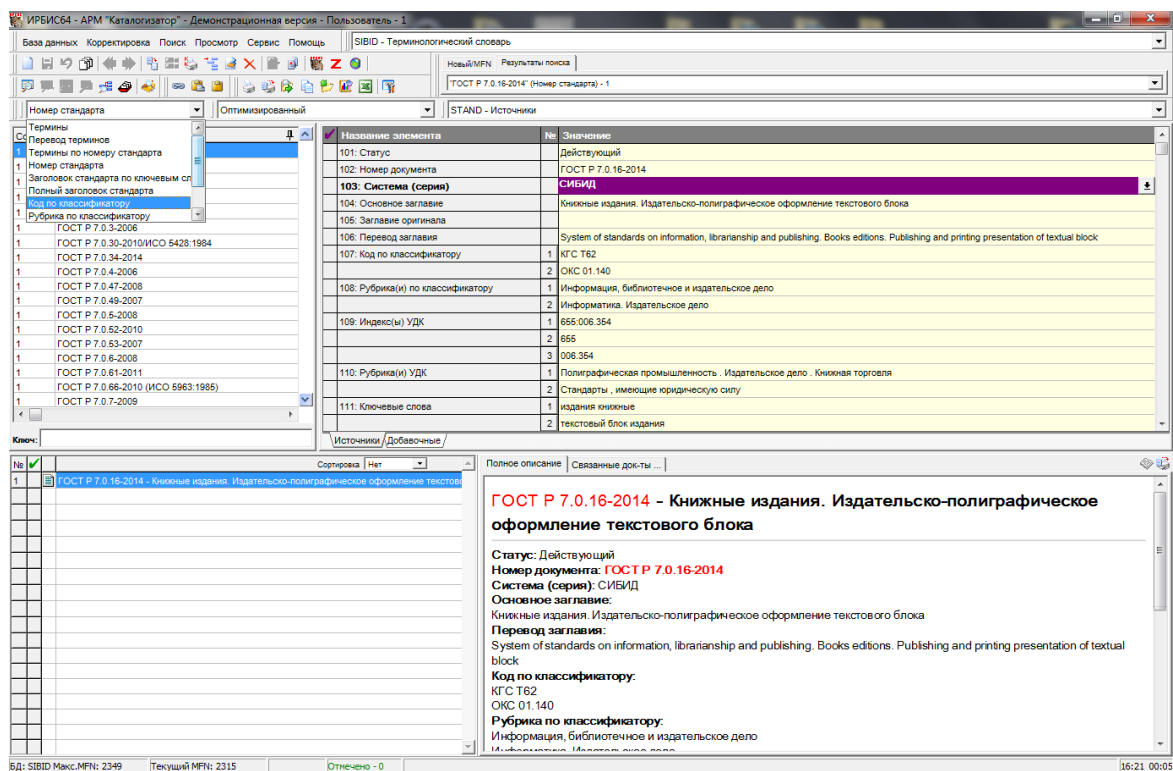 ИРБИС64 - АРМ "Каталогизатор" - Демонстрационная версия - Пользователь - 1
База данных Корректировка Поиск Просмотр Сервис Помощь
SIBID - Терминологический словарь
Новый/MFN Результаты поиска
"ГОСТ Р 7.0.16-2014" (Номер стандарта) - 1
Номер стандарта
Оптимизированный
STAND - Источники
Термины
Перевод терминов
Термины по номеру стандарта
Номер стандарта
Заголовок стандарта по ключевым сл
Полный заголовок стандарта
Код по классификатору
Рубрика по классификатору
1 ГОСТ Р 7.0.3-2006
1 ГОСТ Р 7.0.30-2010/ИСО 5428:1984
1 ГОСТ Р 7.0.34-2014
1 ГОСТ Р 7.0.4-2006
1 ГОСТ Р 7.0.47-2008
1 ГОСТ Р 7.0.49-2007
1 ГОСТ Р 7.0.5-2008
1 ГОСТ Р 7.0.52-2010
1 ГОСТ Р 7.0.53-2007
1 ГОСТ Р 7.0.6-2008
1 ГОСТ Р 7.0.61-2011
1 ГОСТ Р 7.0.66-2010 (ИСО 5963:1985)
1 ГОСТ Р 7.0.7-2009
Ключ:
Название элемента № Значение
101: Статус Действующий
102: Номер документа ГОСТ Р 7.0.16-2014
103: Система (серия) СИБИД
104: Основное заглавие Книжные издания. Издательско-полиграфическое оформление текстового блока
105: Заглавие оригинала
106: Перевод заглавия System of standards on information, librarianship and publishing. Books editions. Publishing and printing presentation of textual block
107: Код по классификатору 1 КГС Т62
2 ОКС 01.140
108: Рубрика(и) по классификатору 1 Информация, библиотечное и издательское дело
2 Информатика. Издательское дело
109: Индекс(ы) УДК 1 655:006.354
2 655
3 006.354
110: Рубрика(и) УДК 1 Полиграфическая промышленность . Издательское дело . Книжная торговля
2 Стандарты , имеющие юридическую силу
111: Ключевые слова 1 издания книжные
2 текстовый блок издания
Источники Добавочные
№ Сортировка Нет
1 ГОСТ Р 7.0.16-2014 - Книжные издания. Издательско-полиграфическое оформление текстово
Полное описание Связанные док-ты ...
ГОСТ Р 7.0.16-2014 - Книжные издания. Издательско-полиграфическое
оформление текстового блока
Статус: Действующий
Номер документа: ГОСТ Р 7.0.16-2014
Система (серия): СИБИД
Основное заглавие:
Книжные издания. Издательско-полиграфическое оформление текстового блока
Перевод заглавия:
System of standards on information, librarianship and publishing. Books editions. Publishing and printing presentation of textual
block
Код по классификатору:
КГС Т62
ОКС 01.140
Рубрика по классификатору:
Информация, библиотечное и издательское дело
БД: SIBID Макс.MFN: 2349 Текущий MFN: 2315 Отмечено - 0 16:21 00:05